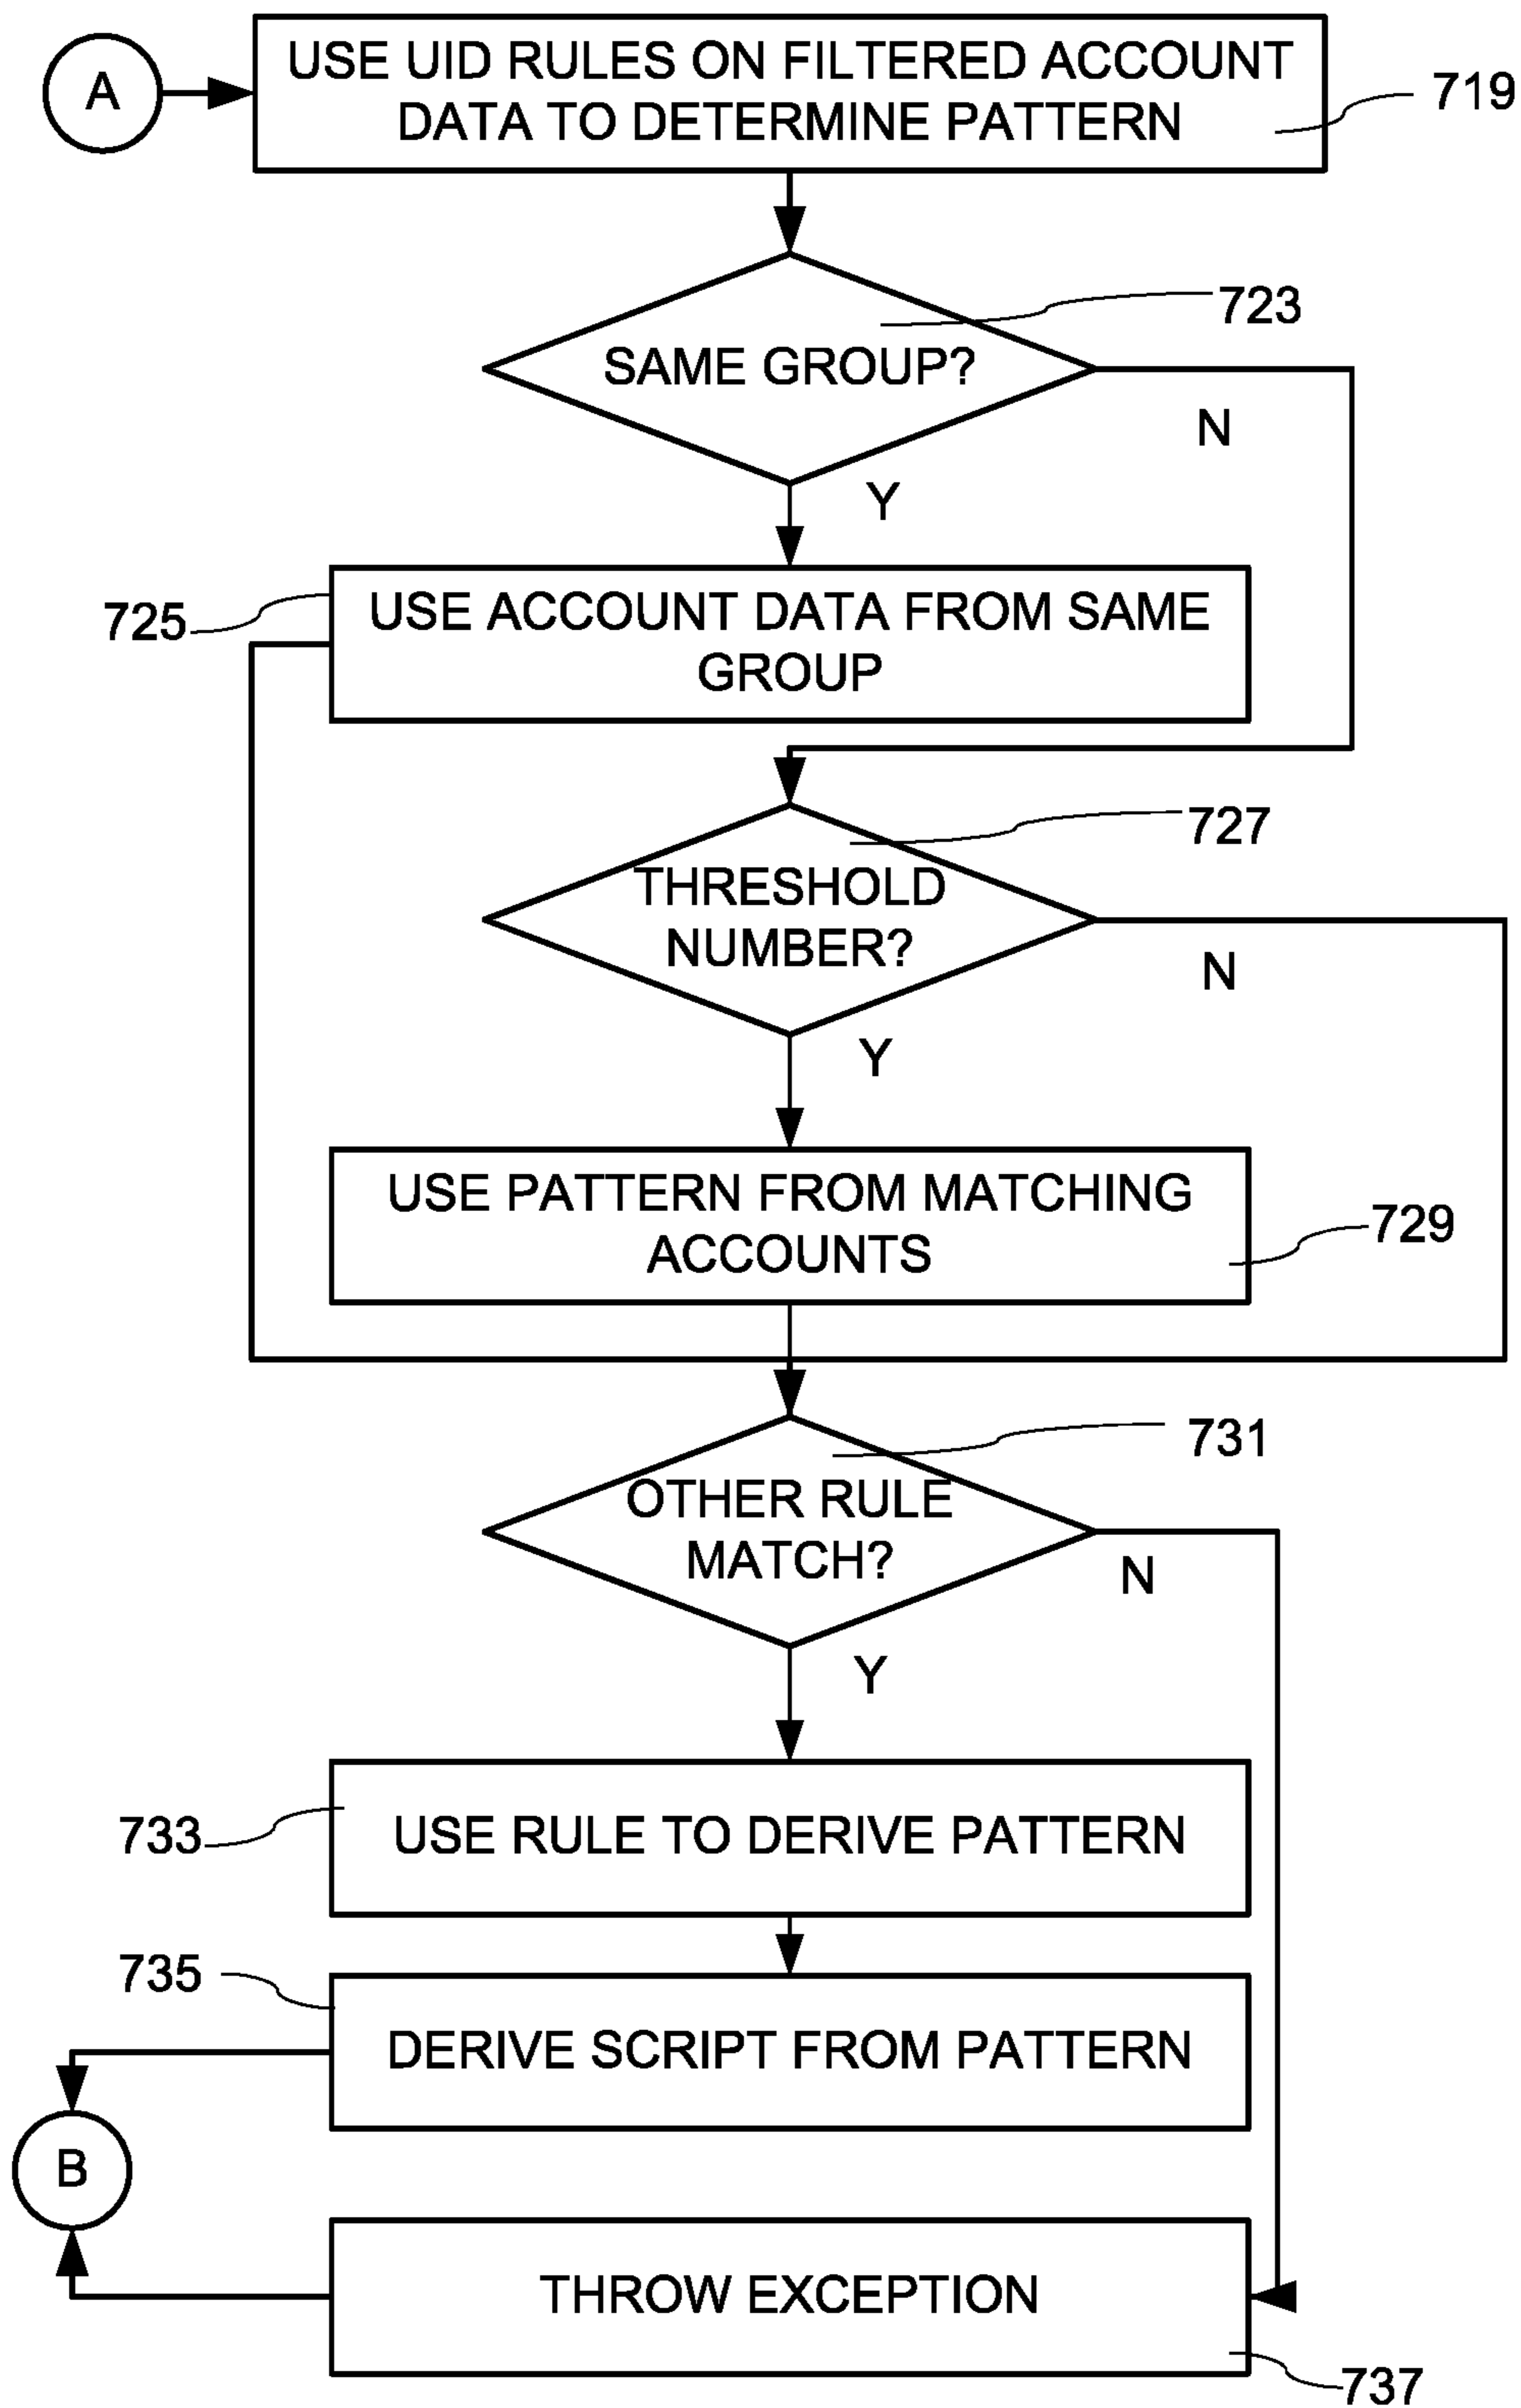 A
USE UID RULES ON FILTERED ACCOUNT
DATA TO DETERMINE PATTERN
719
723
SAME GROUP?
N
Y
725
USE ACCOUNT DATA FROM SAME
GROUP
727
THRESHOLD
NUMBER?
N
Y
USE PATTERN FROM MATCHING
ACCOUNTS
729
731
OTHER RULE
MATCH?
N
Y
733
USE RULE TO DERIVE PATTERN
735
DERIVE SCRIPT FROM PATTERN
B
THROW EXCEPTION
737